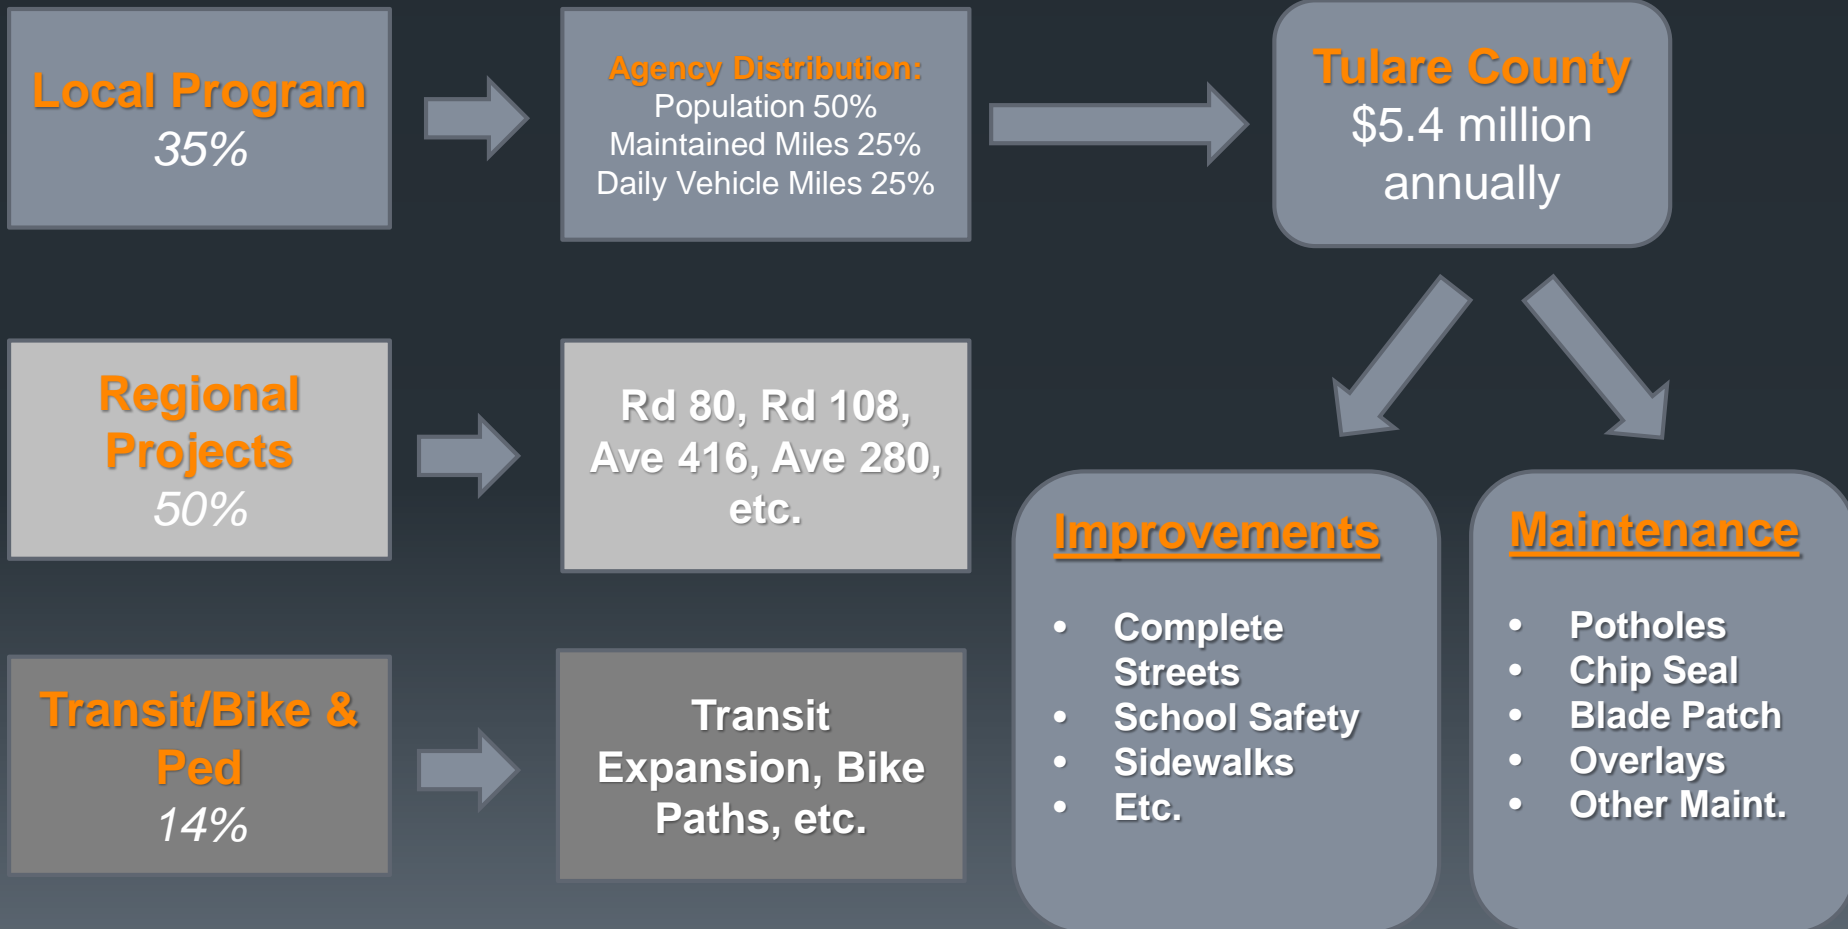 Local Program
35%
Agency Distribution:
Population 50%
Maintained Miles 25%
Daily Vehicle Miles 25%
Tulare County
$5.4 million
annually
Regional
Projects
50%
Rd 80, Rd 108,
Ave 416, Ave 280,
etc.
Transit/Bike &
Ped
14%
Transit
Expansion, Bike
Paths, etc.
Improvements
• Complete
Streets
• School Safety
• Sidewalks
• Etc.
Maintenance
• Potholes
• Chip Seal
• Blade Patch
• Overlays
• Other Maint.